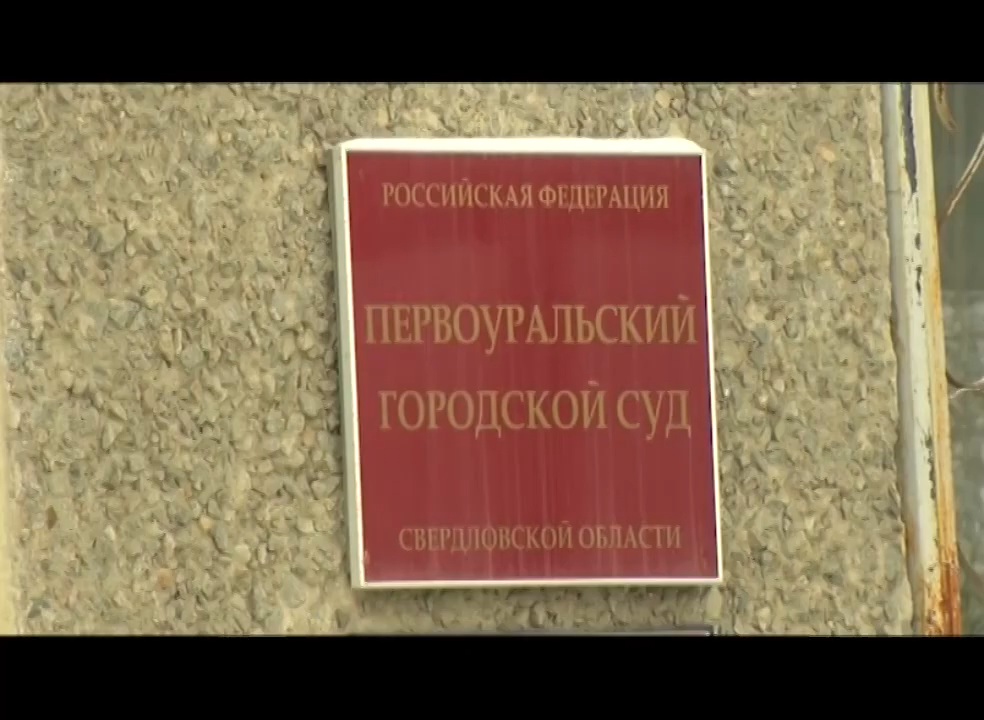 РОССИЙСКАЯ ФЕДЕРАЦИЯ
ПЕРВОУРАЛЬСКИЙ
ГОРОДСКОЙ СУД
СВЕРДЛОВСКОЙ ОБЛАСТИ